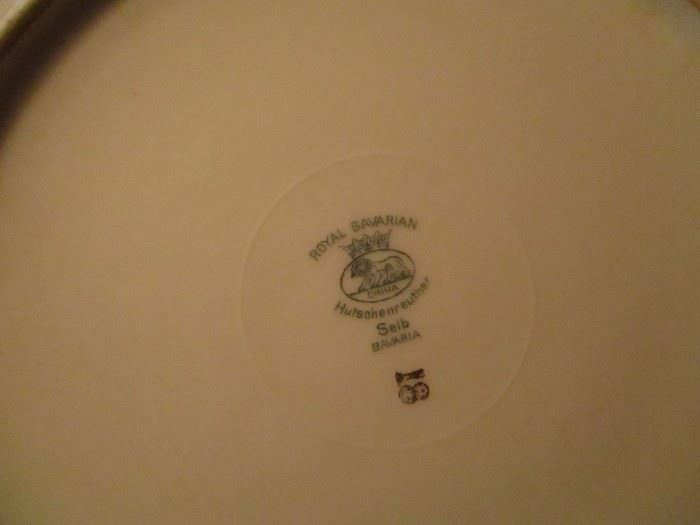 ROYAL BAVARIAN
CHINA
Hutschenreuther
Selb
BAVARIA